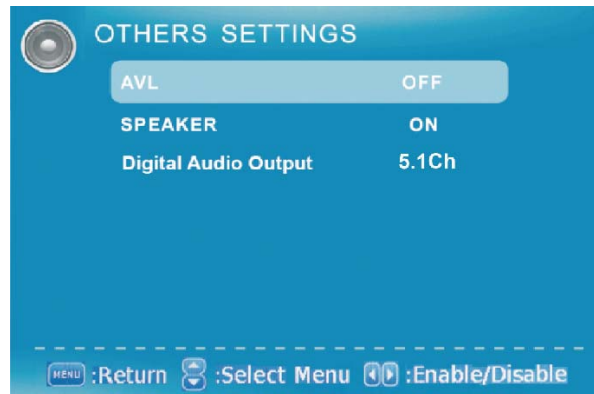 OTHERS SETTINGS
AVL OFF
SPEAKER ON
Digital Audio Output 5.1Ch
MENU :Return :Select Menu :Enable/Disable